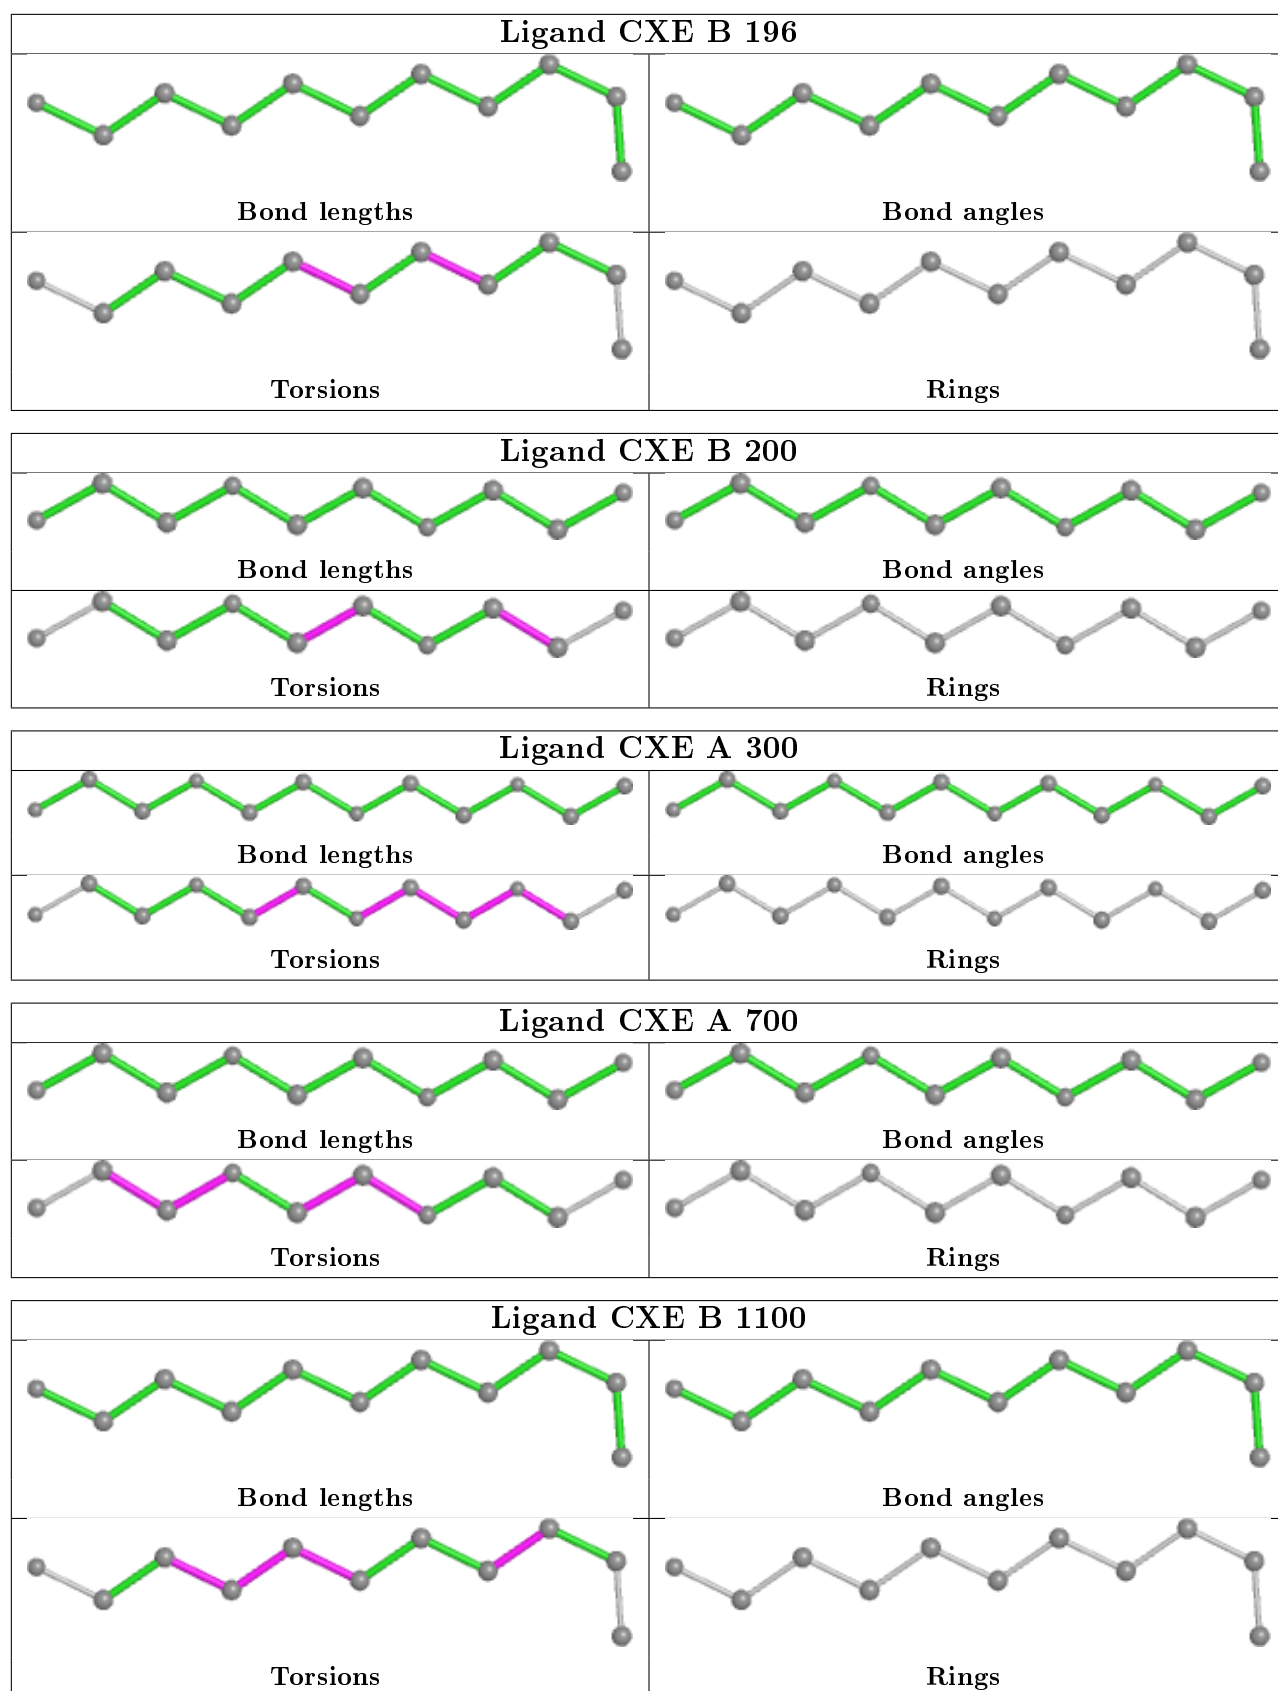 Ligand CXE B 196
Bond lengths
Bond angles
Torsions
Rings
Ligand CXE B 200
Bond lengths
Bond angles
Torsions
Rings
Ligand CXE A 300
Bond lengths
Bond angles
Torsions
Rings
Ligand CXE A 700
Bond lengths
Bond angles
Torsions
Rings
Ligand CXE B 1100
Bond lengths
Bond angles
Torsions
Rings